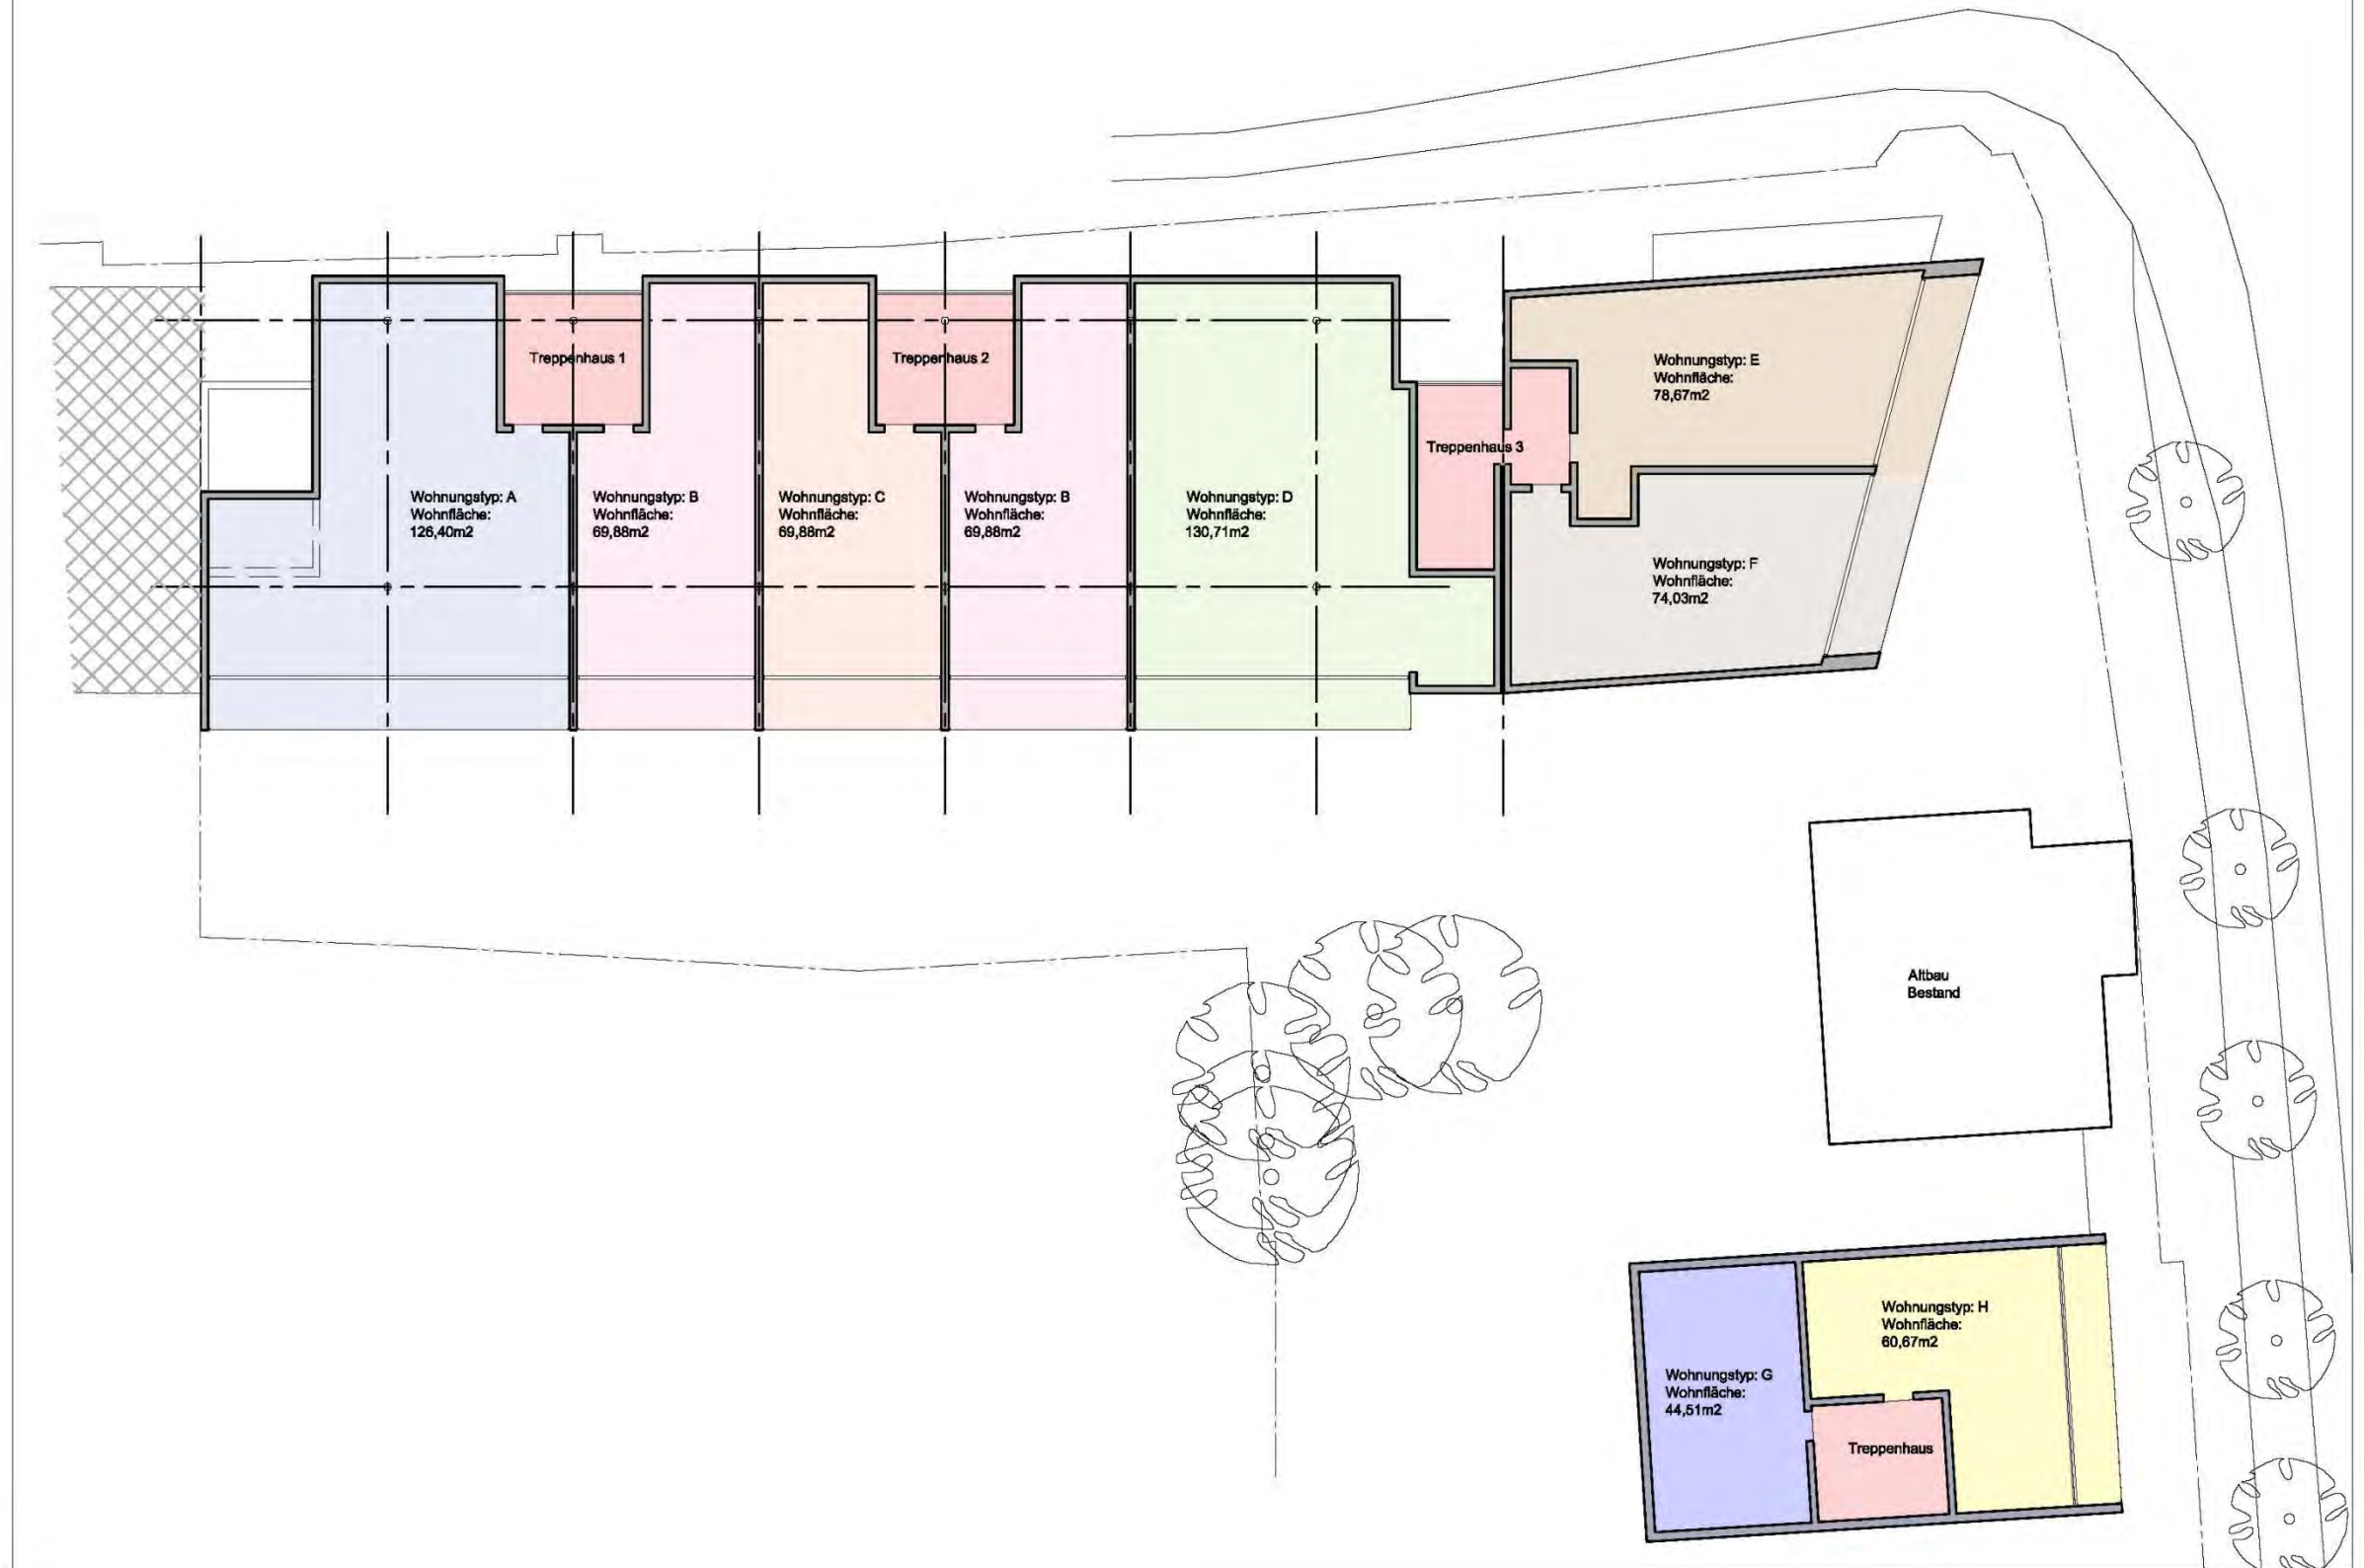 Treppenhaus 1
Treppenhaus 2
Wohnungstyp: E
Wohnfläche:
78,67m2
Treppenhaus 3
Wohnungstyp: A
Wohnfläche:
126,40m2
Wohnungstyp: B
Wohnfläche:
69,88m2
Wohnungstyp: C
Wohnfläche:
69,88m2
Wohnungstyp: B
Wohnfläche:
69,88m2
Wohnungstyp: D
Wohnfläche:
130,71m2
Wohnungstyp: F
Wohnfläche:
74,03m2
Altbau
Bestand
Wohnungstyp: H
Wohnfläche:
60,67m2
Wohnungstyp: G
Wohnfläche:
44,51m2
Treppenhaus